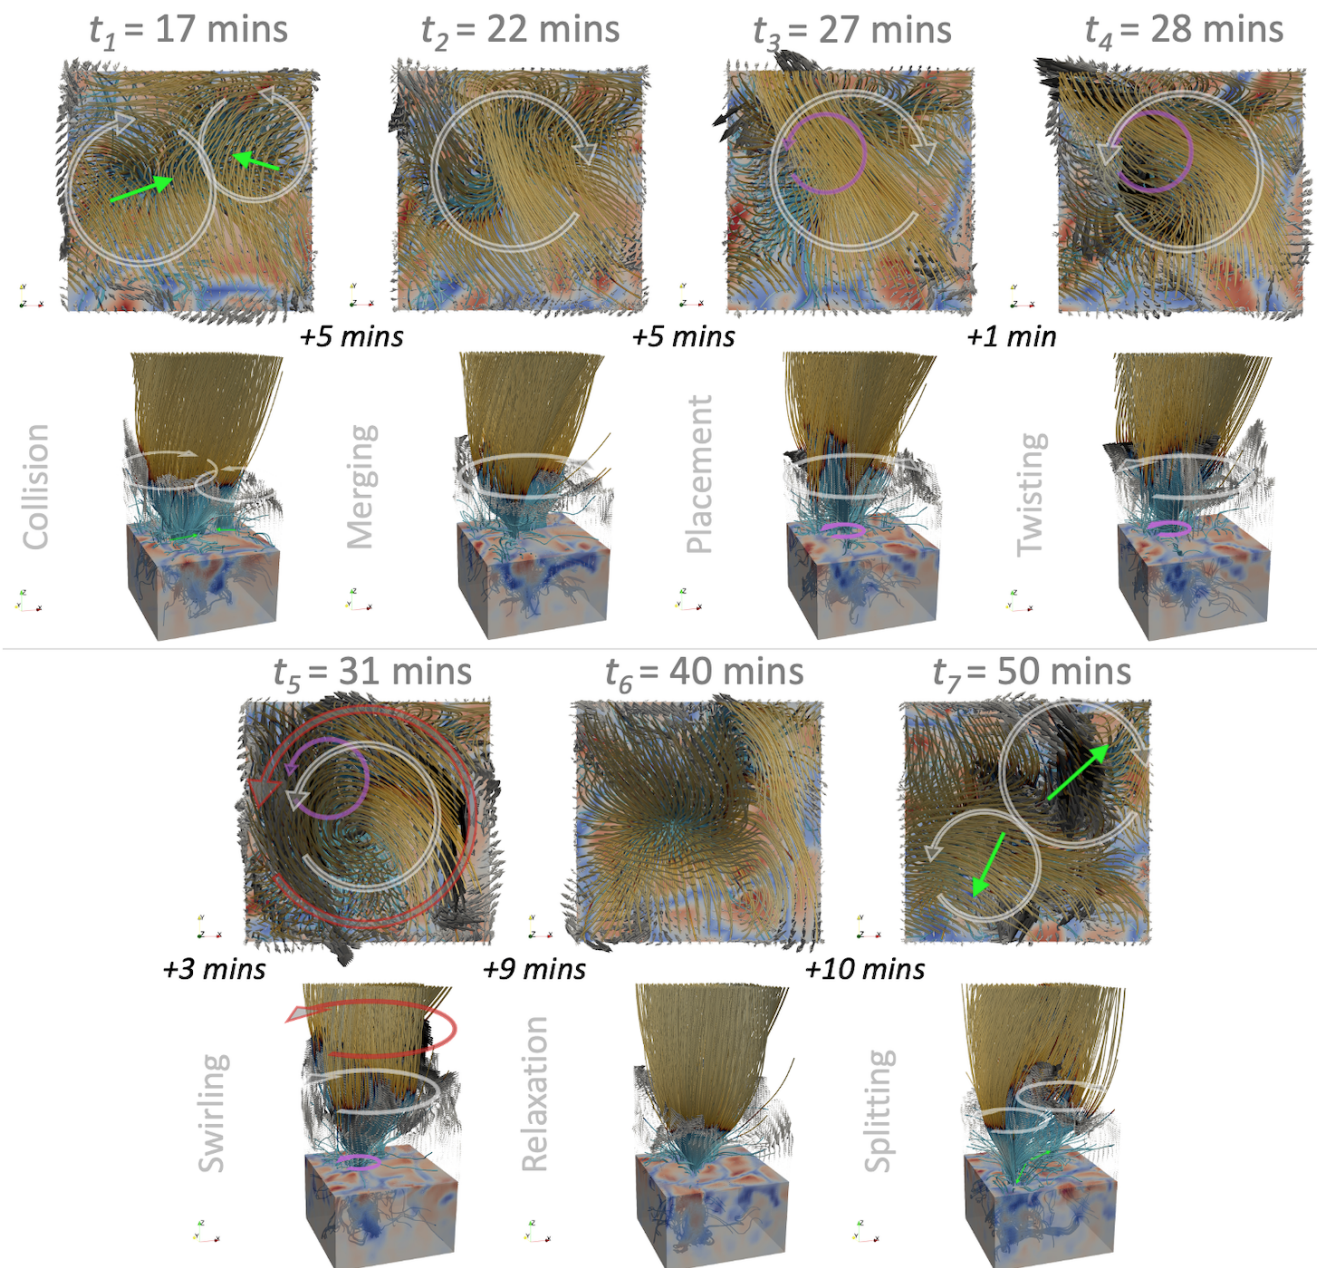 t1 = 17 mins
t2 = 22 mins
t3 = 27 mins
t4 = 28 mins
+5 mins
+5 mins
+1 min
Collision
Merging
Placement
Twisting
t5 = 31 mins
t6 = 40 mins
t7 = 50 mins
+3 mins
+9 mins
+10 mins
Swirling
Relaxation
Splitting